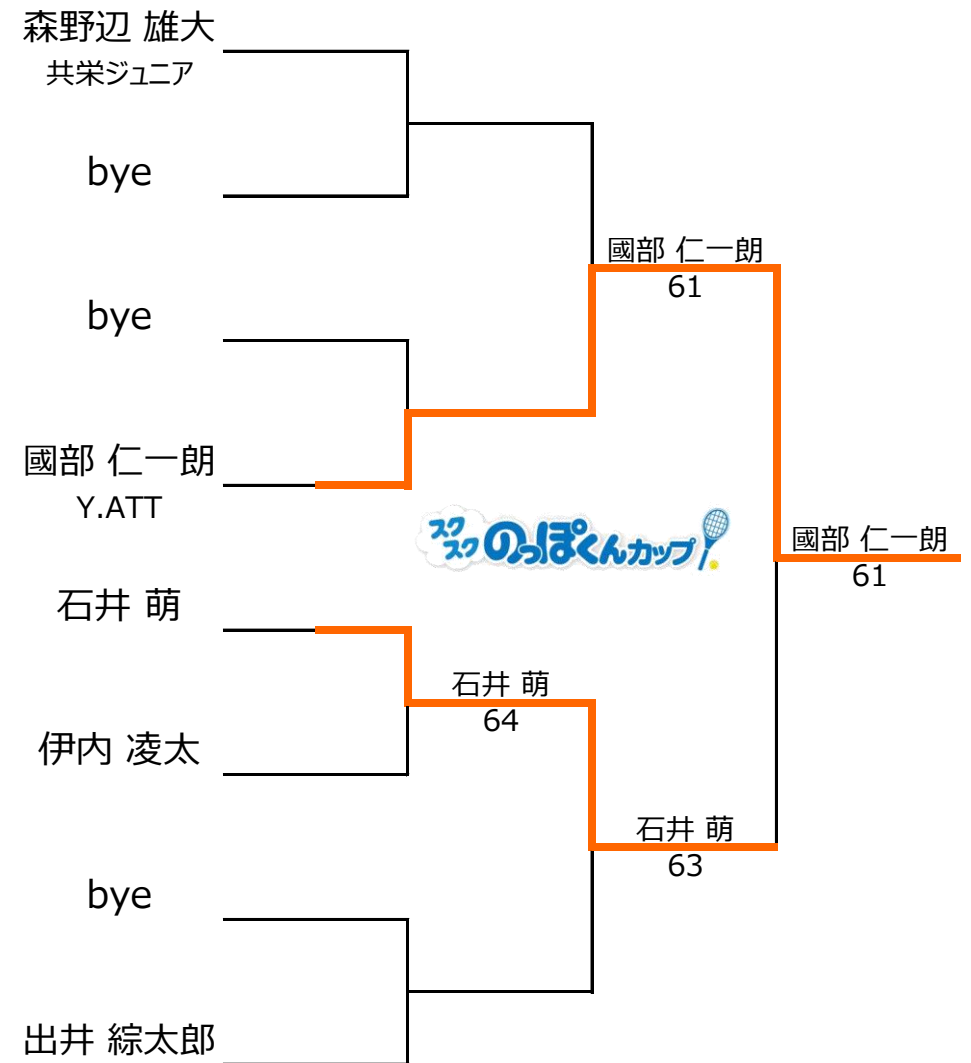 森野辺 雄大
共栄ジュニア
bye
bye
國部 仁一朗
Y.ATT
石井 萌
伊内 凌太
bye
出井 綜太郎
石井 萌
64
國部 仁一朗
61
石井 萌
63
國部 仁一朗
61
スクスクのっぽくんカップ